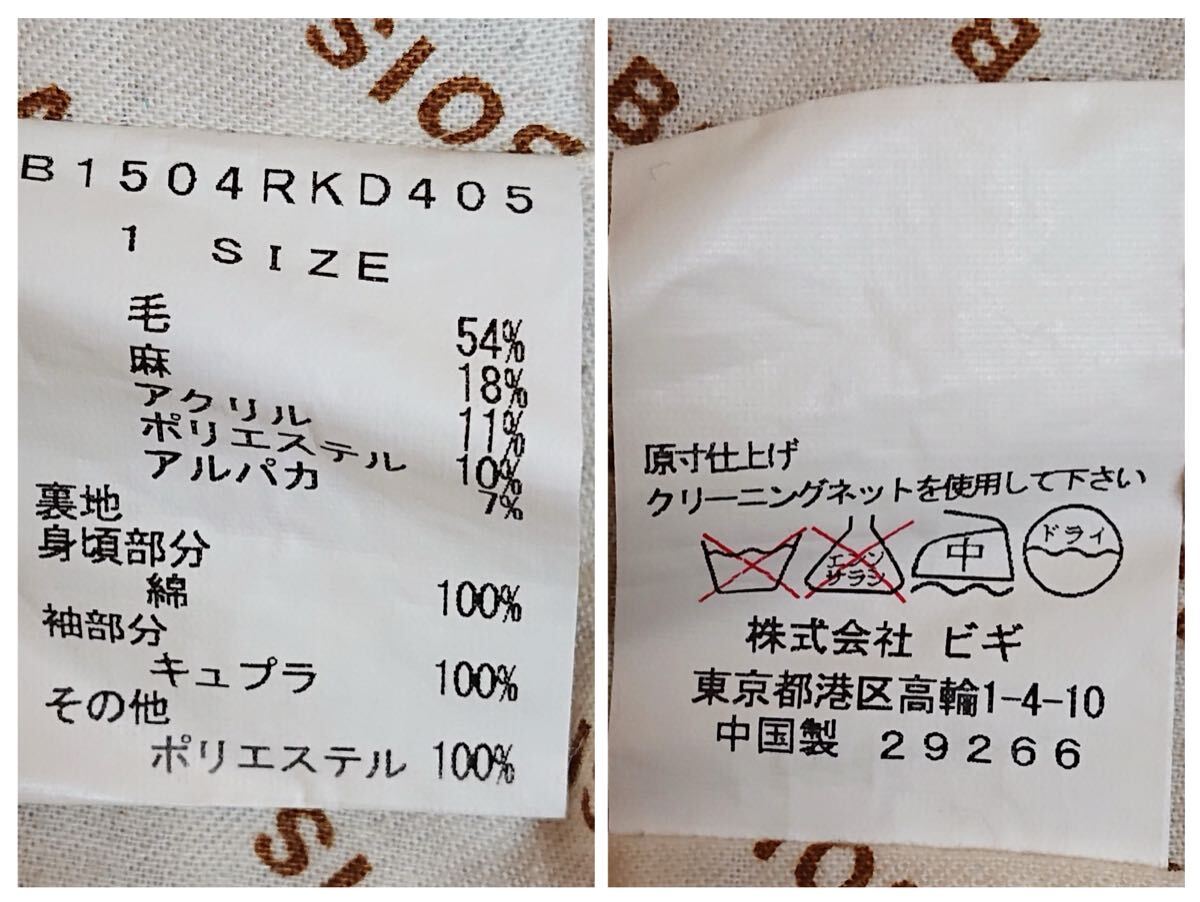 B1504RKD405
1 SIZE
毛 54%
麻 18%
アクリル 11%
ポリエステル 10%
アルパカ 7%
裏地
身頃部分
綿 100%
袖部分
キュプラ 100%
その他
ポリエステル 100%
原寸仕上げ
クリーニングネットを使用して下さい
エンソ
サラシ
中
ドライ
株式会社 ビギ
東京都港区高輪1-4-10
中国製 29266